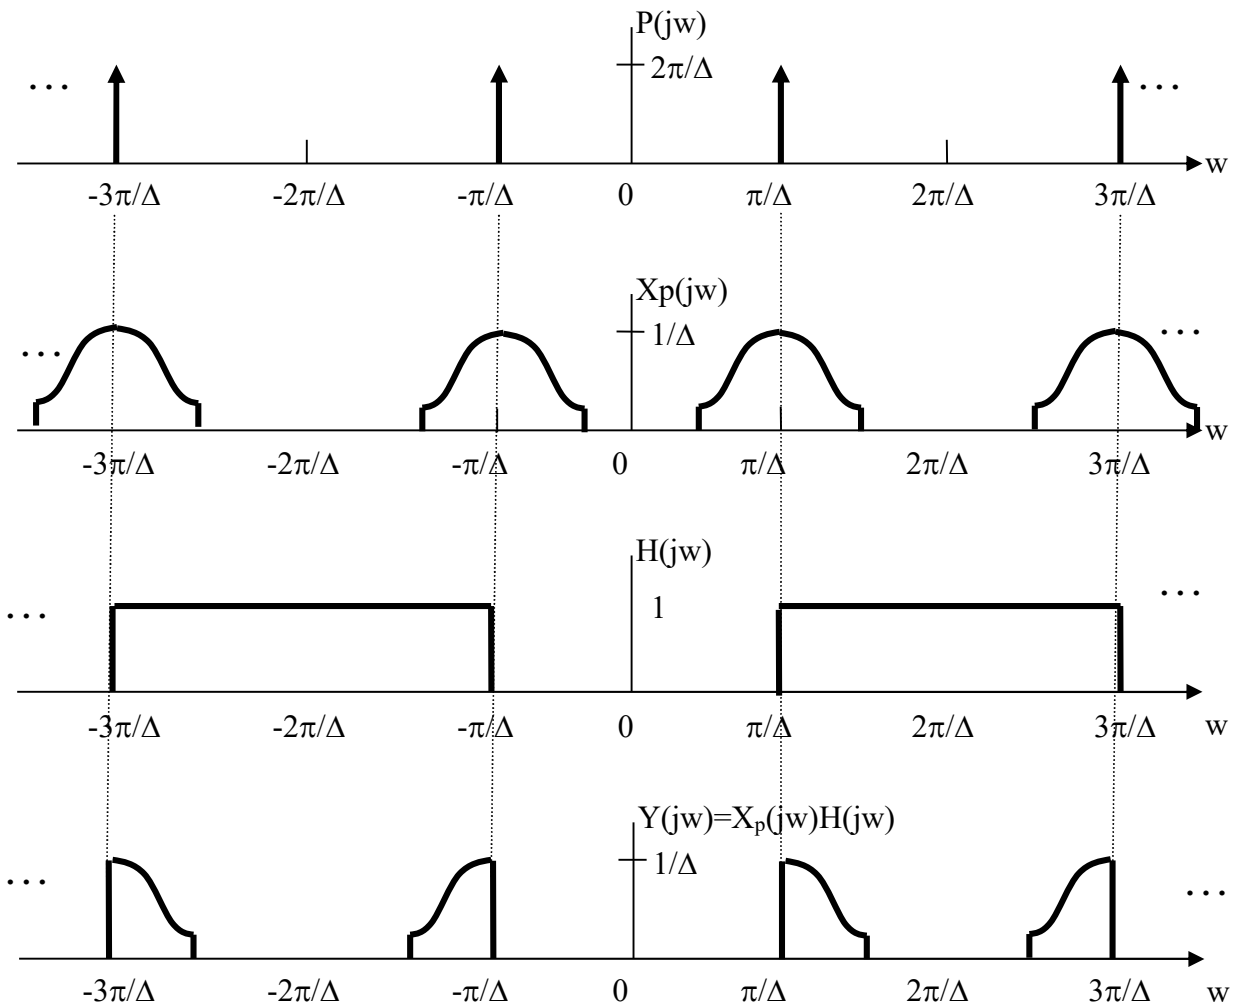 P(jw)
2π/Δ
... ...
w
-3π/Δ -2π/Δ -π/Δ 0 π/Δ 2π/Δ 3π/Δ
Xp(jw)
1/Δ
... ...
w
-3π/Δ -2π/Δ -π/Δ 0 π/Δ 2π/Δ 3π/Δ
H(jw)
1
... ...
-3π/Δ -2π/Δ -π/Δ 0 π/Δ 2π/Δ 3π/Δ w
Y(jw)=Xₚ(jw)H(jw)
1/Δ
... ...
-3π/Δ -2π/Δ -π/Δ 0 π/Δ 2π/Δ 3π/Δ w